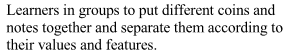 Learners in groups to put different coins and
notes together and separate them according to
their values and features.